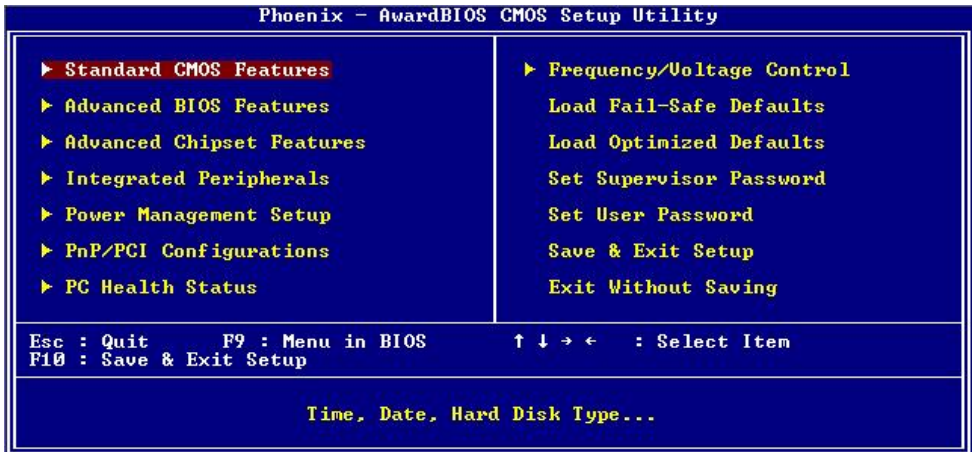 Phoenix - AwardBIOS CMOS Setup Utility
▶ Standard CMOS Features
▶ Advanced BIOS Features
▶ Advanced Chipset Features
▶ Integrated Peripherals
▶ Power Management Setup
▶ PnP/PCI Configurations
▶ PC Health Status
▶ Frequency/Voltage Control
Load Fail-Safe Defaults
Load Optimized Defaults
Set Supervisor Password
Set User Password
Save & Exit Setup
Exit Without Saving
Esc : Quit F9 : Menu in BIOS ↑ ↓ → ← : Select Item
F10 : Save & Exit Setup
Time, Date, Hard Disk Type...